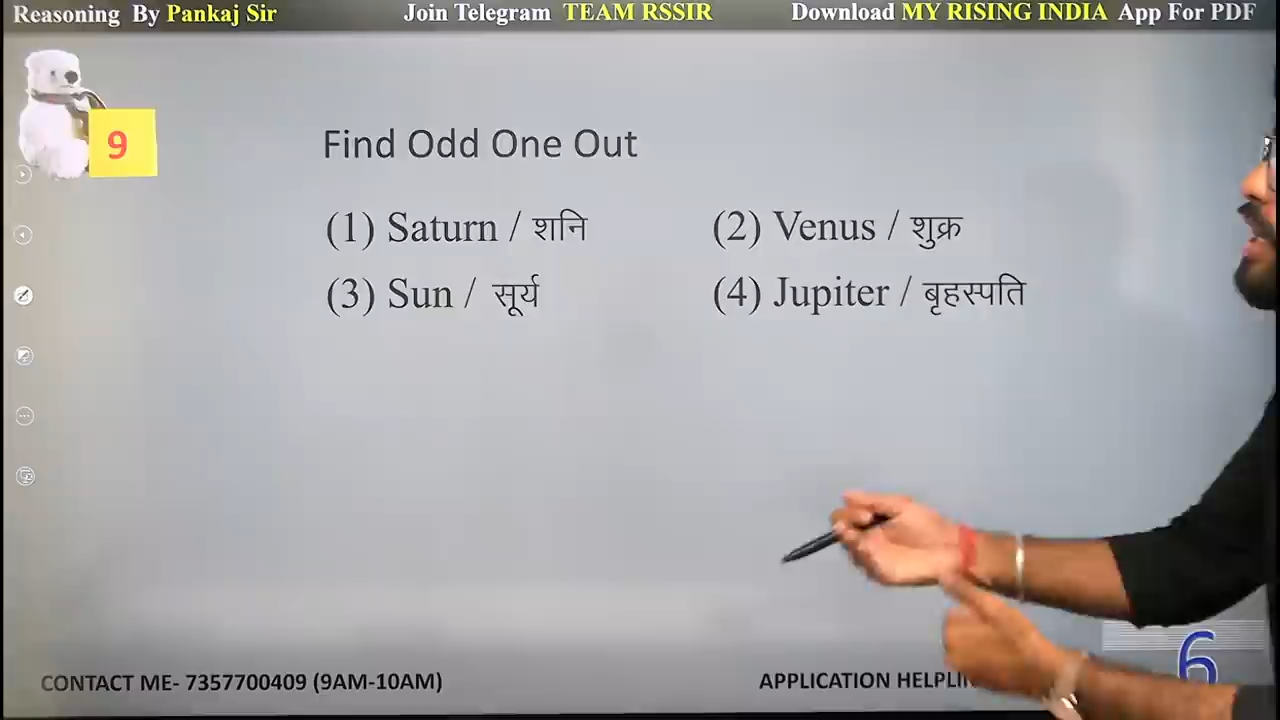 Reasoning By Pankaj Sir Join Telegram TEAM RSSIR Download MY RISING INDIA App For PDF
9
Find Odd One Out
(1) Saturn / शनि (2) Venus / शुक्र
(3) Sun / सूर्य (4) Jupiter / बृहस्पति
6
CONTACT ME- 7357700409 (9AM-10AM) APPLICATION